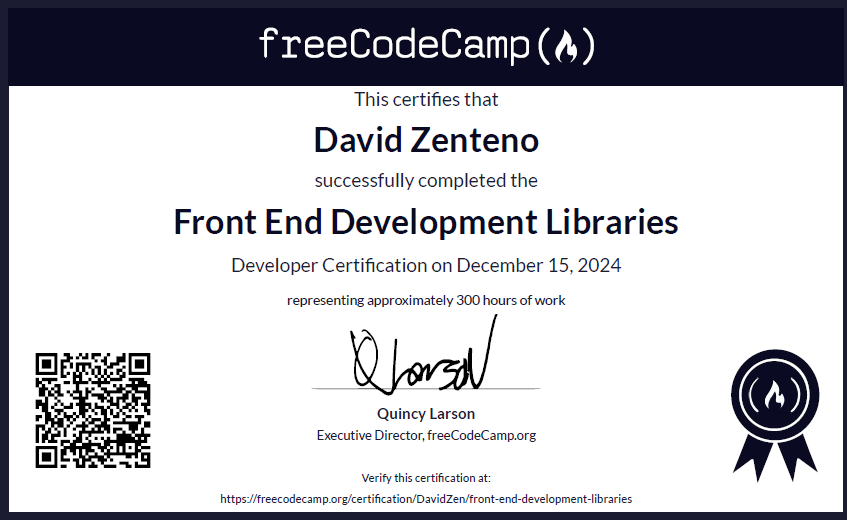 freeCodeCamp(🔥)
This certifies that
David Zenteno
successfully completed the
Front End Development Libraries
Developer Certification on December 15, 2024
representing approximately 300 hours of work
QLarson
Quincy Larson
Executive Director, freeCodeCamp.org
Verify this certification at:
https://freecodecamp.org/certification/DavidZen/front-end-development-libraries